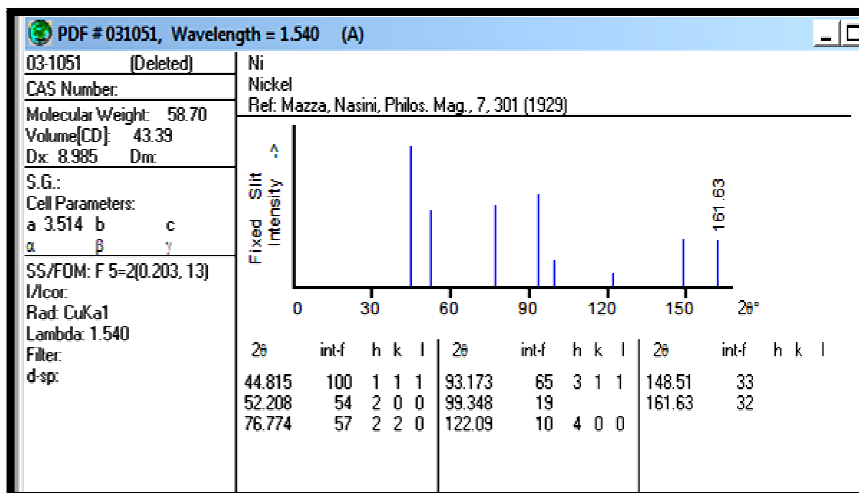 PDF # 031051, Wavelength = 1.540 (A)
03-1051 (Deleted)
CAS Number:
Molecular Weight: 58.70
Volume[CD]: 43.39
Dx: 8.985 Dm:
S.G.:
Cell Parameters:
a 3.514 b c
α β γ
SS/FOM: F 5=2(0.203, 13)
I/Icor:
Rad: CuKa1
Lambda: 1.540
Filter:
d-sp:
Ni
Nickel
Ref: Mazza, Nasini, Philos. Mag., 7, 301 (1929)
Fixed Slit
Intensity ->
161.63
0 30 60 90 120 150 2θ°
2θ int-f h k l 2θ int-f h k l 2θ int-f h k l
44.815 100 1 1 1 93.173 65 3 1 1 148.51 33
52.208 54 2 0 0 99.348 19 161.63 32
76.774 57 2 2 0 122.09 10 4 0 0